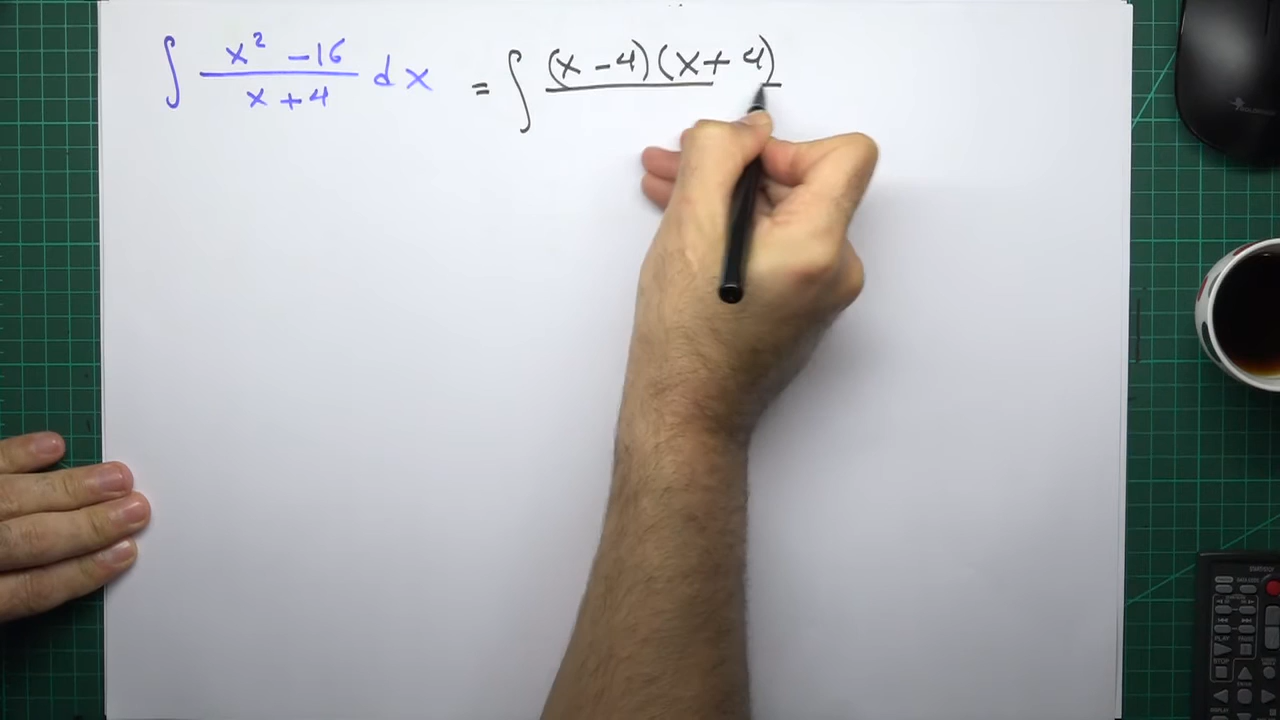 ∫ (x² - 16)/(x + 4) dx = ∫ (x - 4)(x + 4)